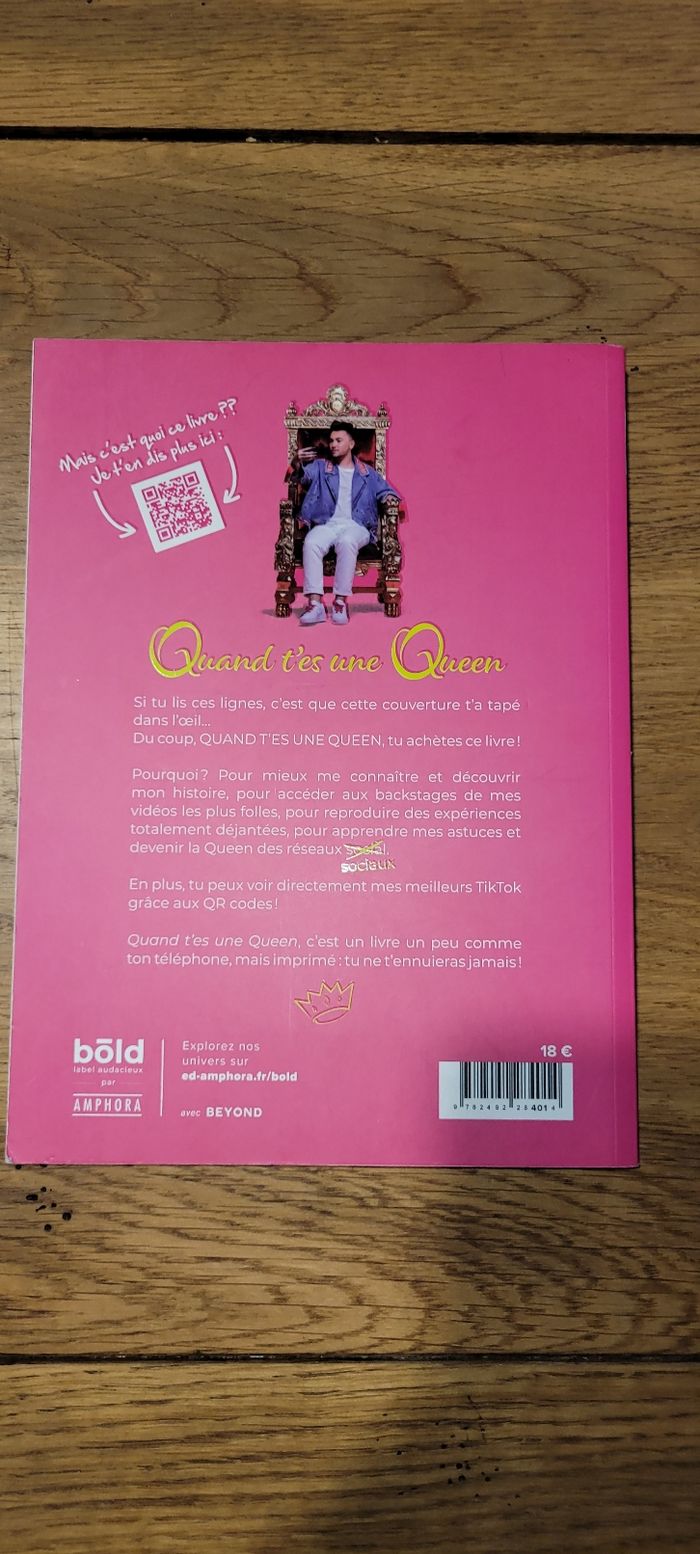 Mais c'est quoi ce livre ??
Je t'en dis plus ici :
Quand t'es une Queen
Si tu lis ces lignes, c'est que cette couverture t'a tapé
dans l'œil...
Du coup, QUAND T'ES UNE QUEEN, tu achètes ce livre !
Pourquoi ? Pour mieux me connaître et découvrir
mon histoire, pour accéder aux backstages de mes
vidéos les plus folles, pour reproduire des expériences
totalement déjantées, pour apprendre mes astuces et
devenir la Queen des réseaux social.
sociaux
En plus, tu peux voir directement mes meilleurs TikTok
grâce aux QR codes !
Quand t'es une Queen, c'est un livre un peu comme
ton téléphone, mais imprimé : tu ne t'ennuieras jamais !
bōld
label audacieux
par
AMPHORA
Explorez nos
univers sur
ed-amphora.fr/bold
avec BEYOND
18 €
9 782492 284014